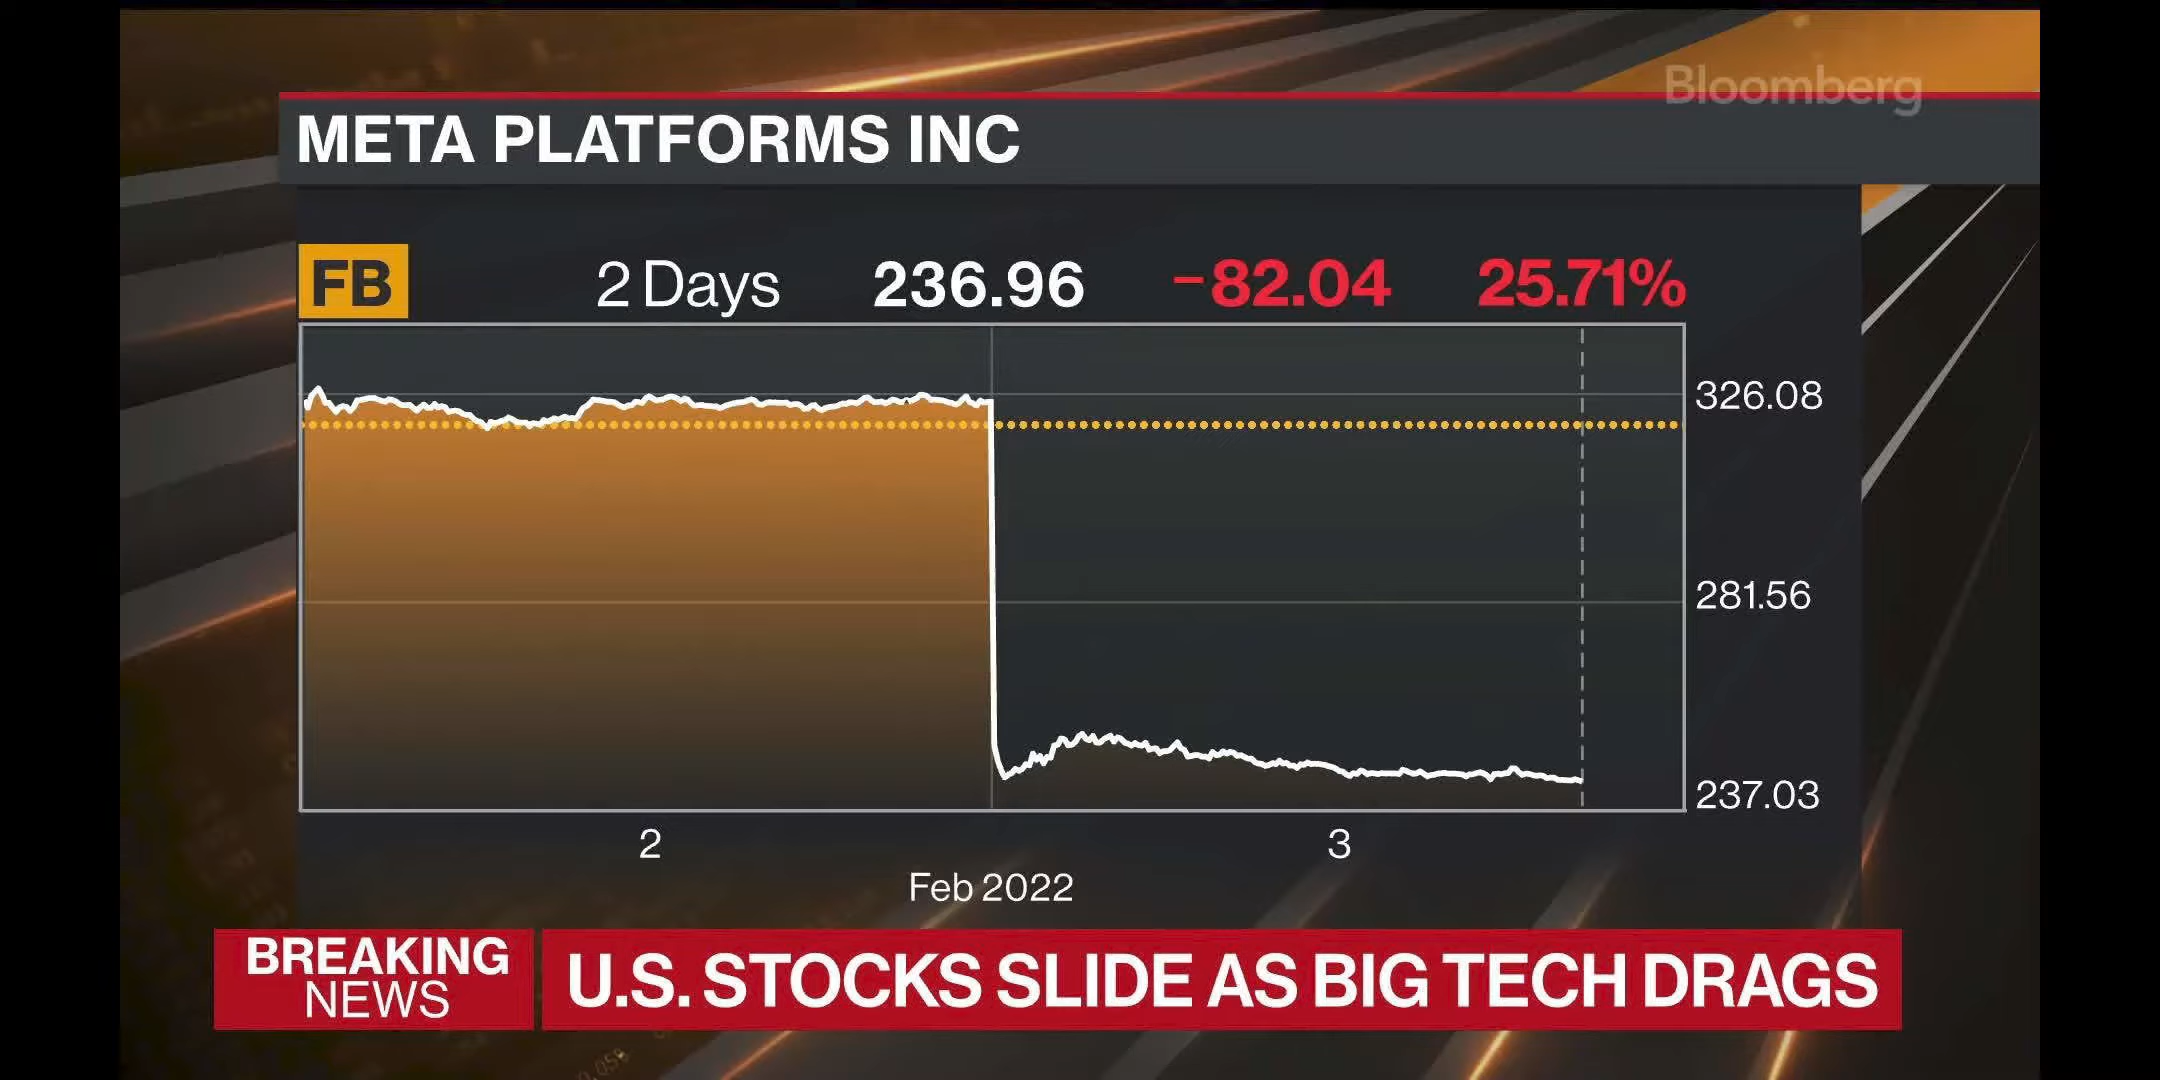 Bloomberg
META PLATFORMS INC
FB 2 Days 236.96 -82.04 25.71%
326.08
281.56
237.03
2 3
Feb 2022
BREAKING
NEWS
U.S. STOCKS SLIDE AS BIG TECH DRAGS